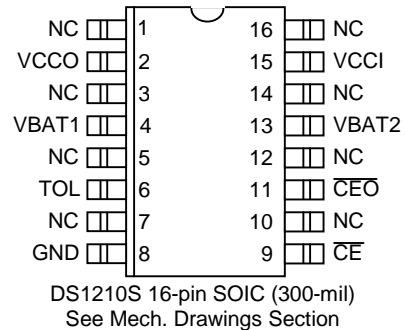 NC 1 16 NC
VCCO 2 15 VCCI
NC 3 14 NC
VBAT1 4 13 VBAT2
NC 5 12 NC
TOL 6 11 C̅E̅O̅
NC 7 10 NC
GND 8 9 C̅E̅
DS1210S 16-pin SOIC (300-mil)
See Mech. Drawings Section